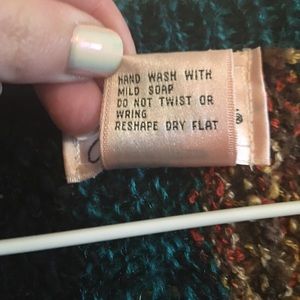 HAND WASH WITH
MILD SOAP
DO NOT TWIST OR
WRING
RESHAPE DRY FLAT